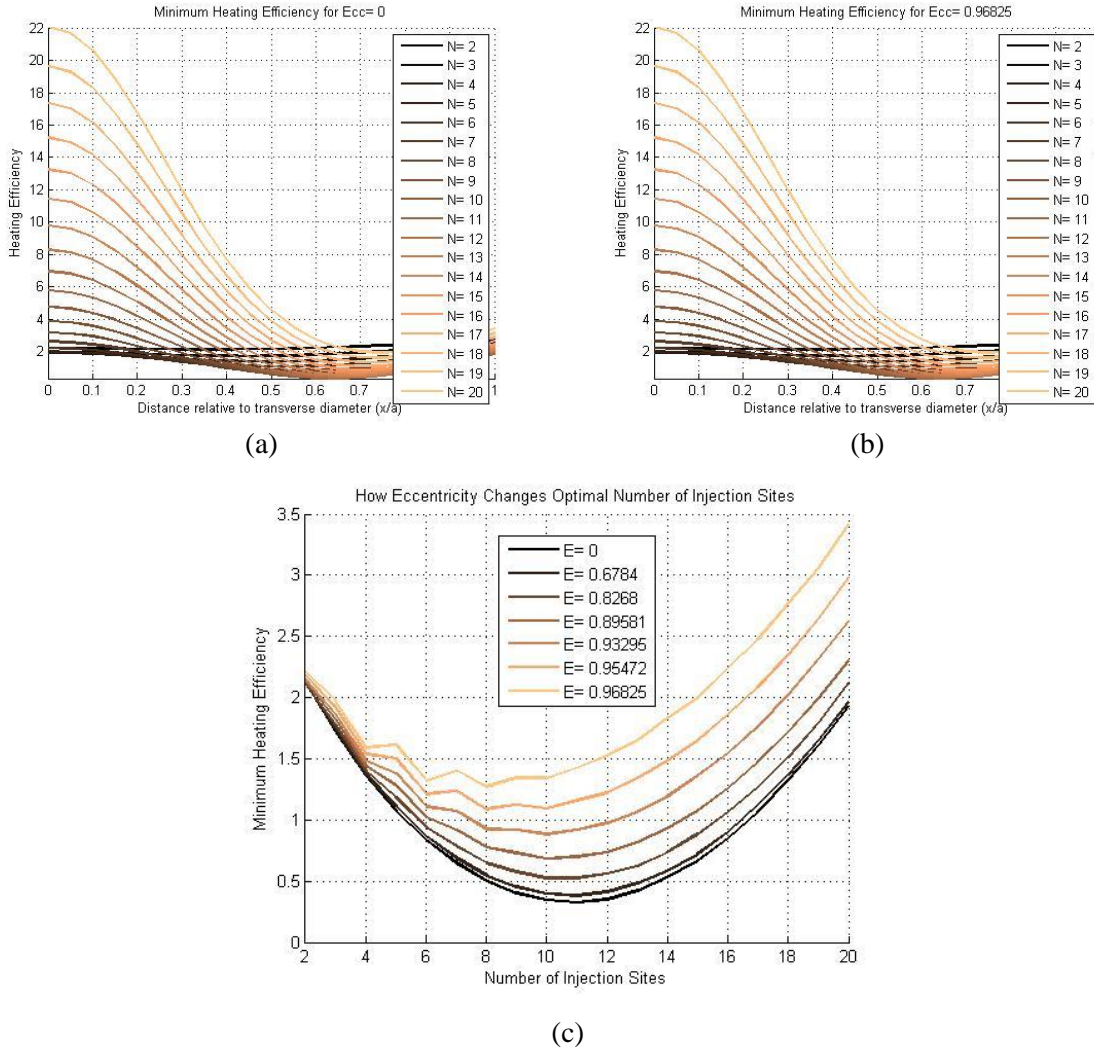 Minimum Heating Efficiency for Ecc= 0
22
20
18
16
14
12
10
8
6
4
2
Heating Efficiency
0 0.1 0.2 0.3 0.4 0.5 0.6 0.7 1
Distance relative to transverse diameter (x/a)
N= 2
N= 3
N= 4
N= 5
N= 6
N= 7
N= 8
N= 9
N= 10
N= 11
N= 12
N= 13
N= 14
N= 15
N= 16
N= 17
N= 18
N= 19
N= 20
(a)
Minimum Heating Efficiency for Ecc= 0.96825
22
20
18
16
14
12
10
8
6
4
2
Heating Efficiency
0 0.1 0.2 0.3 0.4 0.5 0.6 0.7
Distance relative to transverse diameter (x/a)
N= 2
N= 3
N= 4
N= 5
N= 6
N= 7
N= 8
N= 9
N= 10
N= 11
N= 12
N= 13
N= 14
N= 15
N= 16
N= 17
N= 18
N= 19
N= 20
(b)
How Eccentricity Changes Optimal Number of Injection Sites
3.5
3
2.5
2
1.5
1
0.5
0
Minimum Heating Efficiency
E= 0
E= 0.6784
E= 0.8268
E= 0.89581
E= 0.93295
E= 0.95472
E= 0.96825
2 4 6 8 10 12 14 16 18 20
Number of Injection Sites
(c)